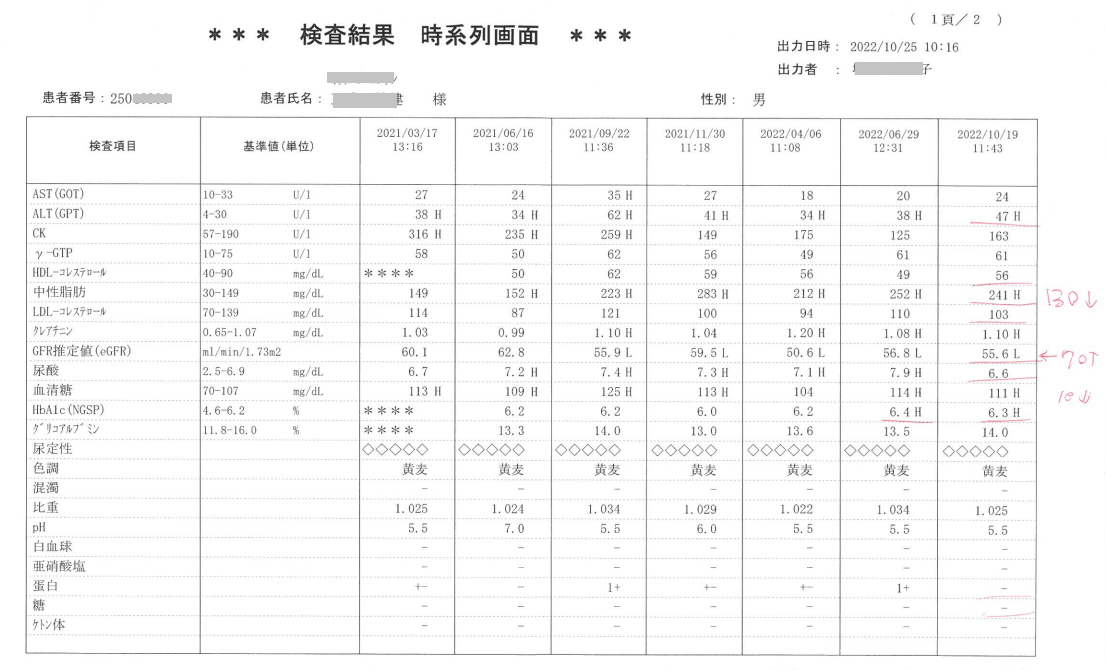 ( 1頁/ 2 )
＊＊＊ 検査結果 時系列画面 ＊＊＊
出力日時： 2022/10/25 10:16
出力者 ： 子
患者番号：250 患者氏名： 建 様 性別： 男
検査項目 基準値(単位) 2021/03/17 13:16 2021/06/16 13:03 2021/09/22 11:36 2021/11/30 11:18 2022/04/06 11:08 2022/06/29 12:31 2022/10/19 11:43
AST(GOT) 10-33 U/l 27 24 35 H 27 18 20 24
ALT(GPT) 4-30 U/l 38 H 34 H 62 H 41 H 34 H 38 H 47 H
CK 57-190 U/l 316 H 235 H 259 H 149 175 125 163
γ-GTP 10-75 U/l 58 50 62 56 49 61 61
HDL-ｺﾚｽﾃﾛｰﾙ 40-90 mg/dL ＊＊＊＊ 50 62 59 56 49 56
中性脂肪 30-149 mg/dL 149 152 H 223 H 283 H 212 H 252 H 241 H 130↓
LDL-ｺﾚｽﾃﾛｰﾙ 70-139 mg/dL 114 87 121 100 94 110 103
ｸﾚｱﾁﾆﾝ 0.65-1.07 mg/dL 1.03 0.99 1.10 H 1.04 1.20 H 1.08 H 1.10 H
GFR推定値(eGFR) ml/min/1.73m2 60.1 62.8 55.9 L 59.5 L 50.6 L 56.8 L 55.6 L ←70↑
尿酸 2.5-6.9 mg/dL 6.7 7.2 H 7.4 H 7.3 H 7.1 H 7.9 H 6.6
血清糖 70-107 mg/dL 113 H 109 H 125 H 113 H 104 114 H 111 H
HbA1c(NGSP) 4.6-6.2 % ＊＊＊＊ 6.2 6.2 6.0 6.2 6.4 H 6.3 H
ｸﾞﾘｺｱﾙﾌﾞﾐﾝ 11.8-16.0 % ＊＊＊＊ 13.3 14.0 13.0 13.6 13.5 14.0
尿定性 ◇◇◇◇◇ ◇◇◇◇◇ ◇◇◇◇◇ ◇◇◇◇◇ ◇◇◇◇◇ ◇◇◇◇◇ ◇◇◇◇◇
色調 黄麦 黄麦 黄麦 黄麦 黄麦 黄麦 黄麦
混濁 － － － － － － －
比重 1.025 1.024 1.034 1.029 1.022 1.034 1.025
pH 5.5 7.0 5.5 6.0 5.5 5.5 5.5
白血球 － － － － － － －
亜硝酸塩 － － － － － － －
蛋白 +- － 1+ +- +- 1+ －
糖 － － － － － － －
ｹﾄﾝ体 － － － － － － －